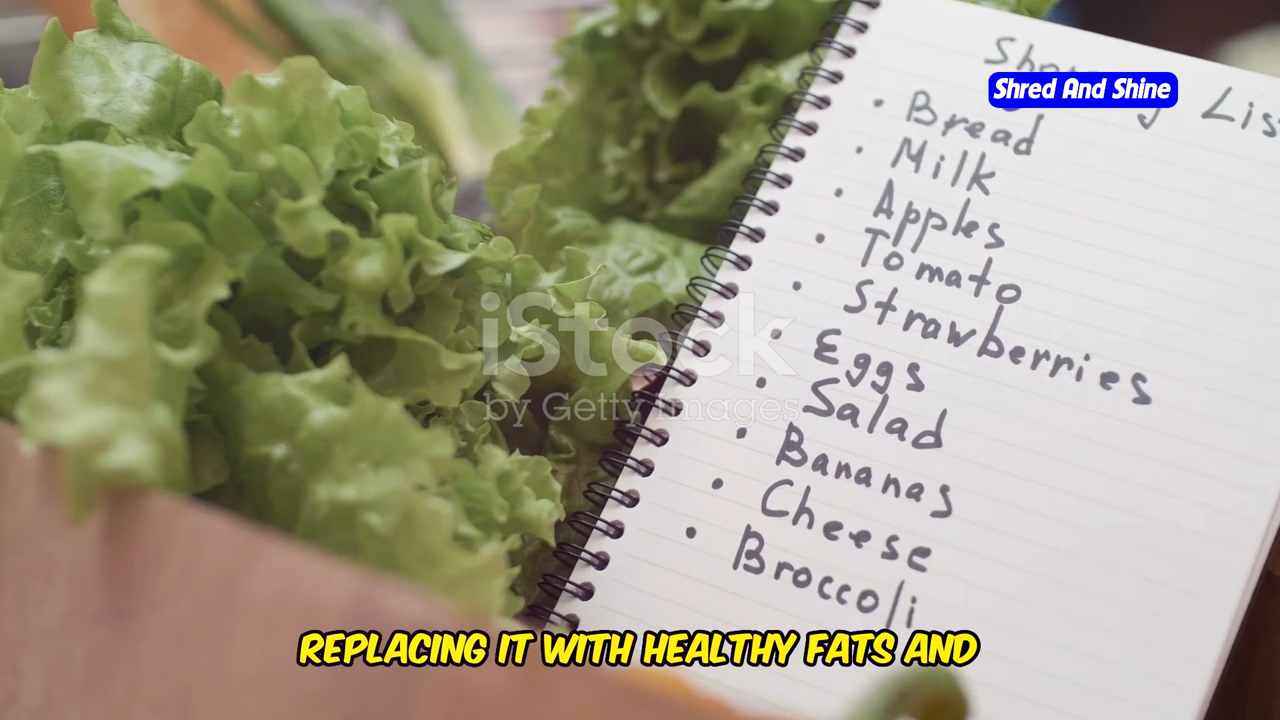 Shred And Shine
Bread
Milk
Apples
Tomato
Strawberries
Eggs
Salad
Bananas
Cheese
Broccoli
iStock
by Getty Images
REPLACING IT WITH HEALTHY FATS AND